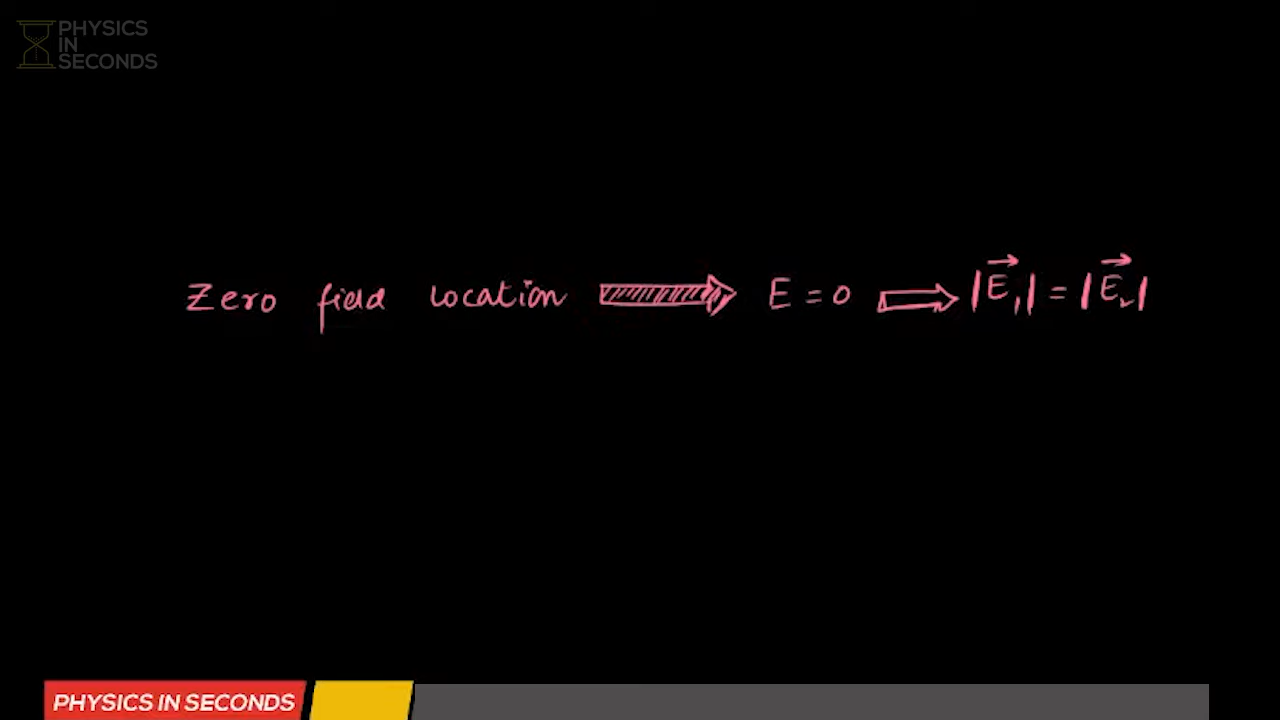 PHYSICS
IN
SECONDS
Zero field location ⇒ E = 0 ⇒ |E⃗₁| = |E⃗₂|
PHYSICS IN SECONDS